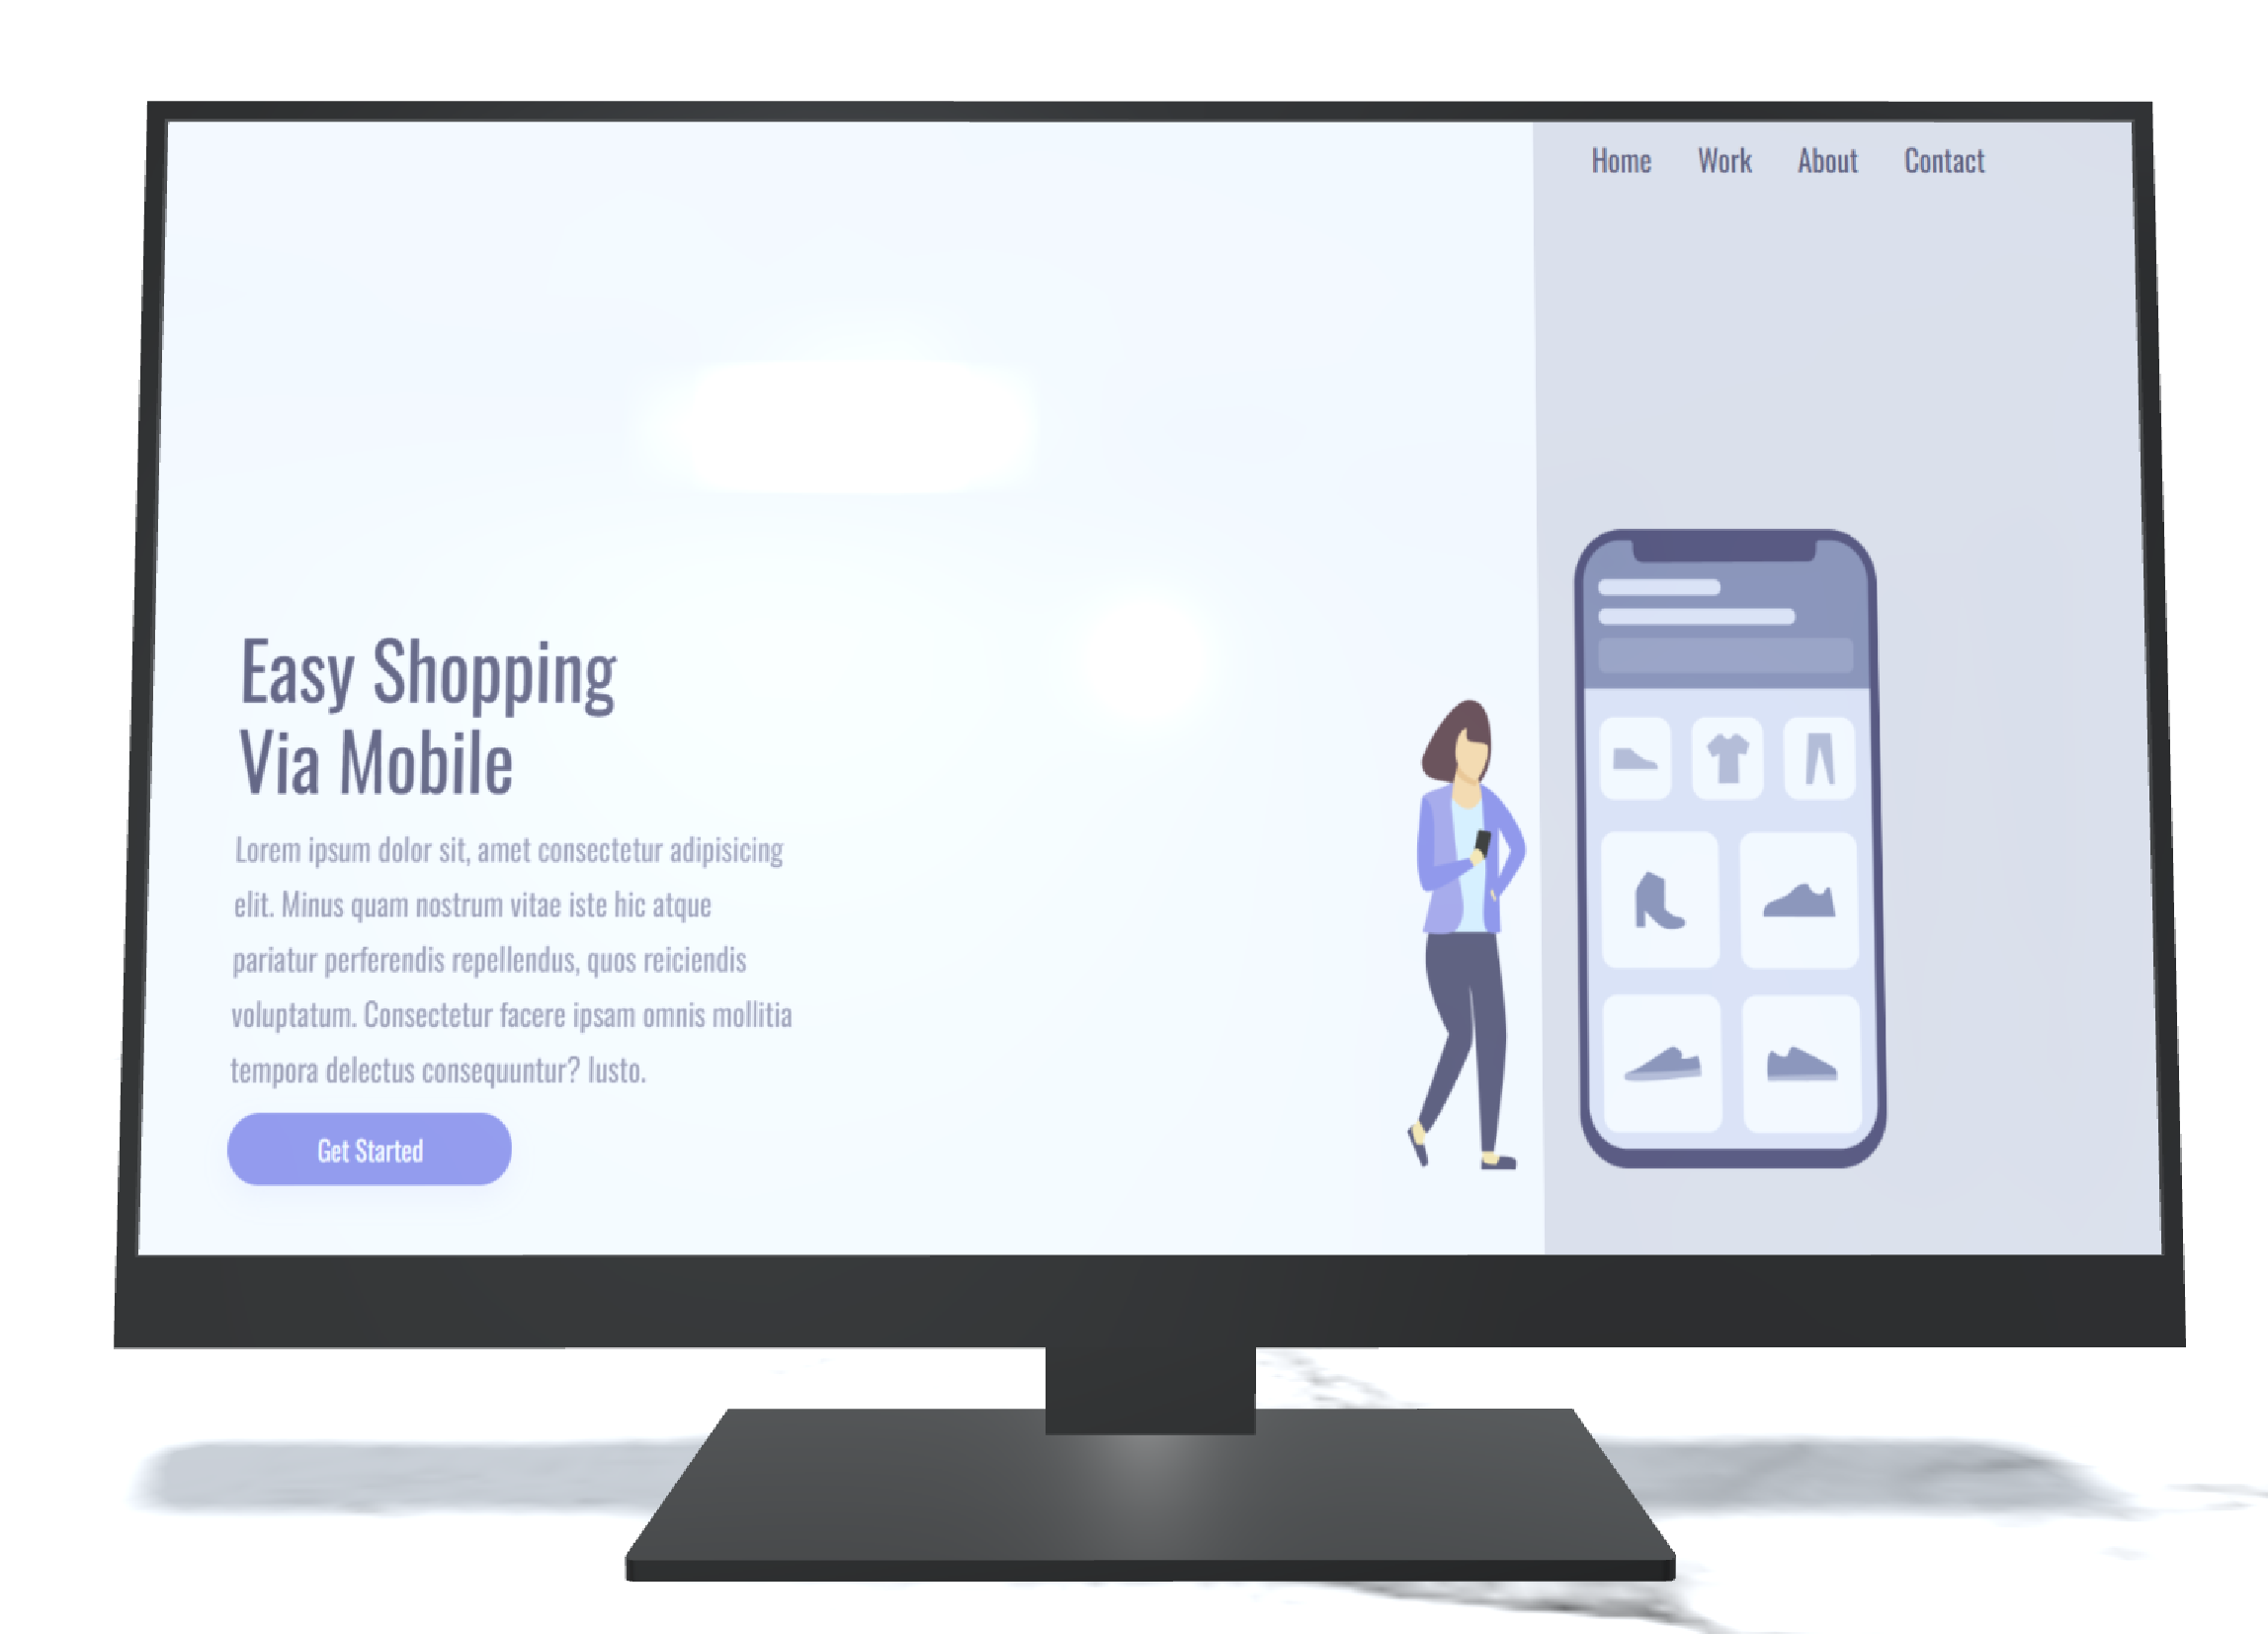 Home Work About Contact
Easy Shopping
Via Mobile
Lorem ipsum dolor sit, amet consectetur adipisicing
elit. Minus quam nostrum vitae iste hic atque
pariatur perferendis repellendus, quos reiciendis
voluptatum. Consectetur facere ipsam omnis mollitia
tempora delectus consequuntur? Iusto.
Get Started